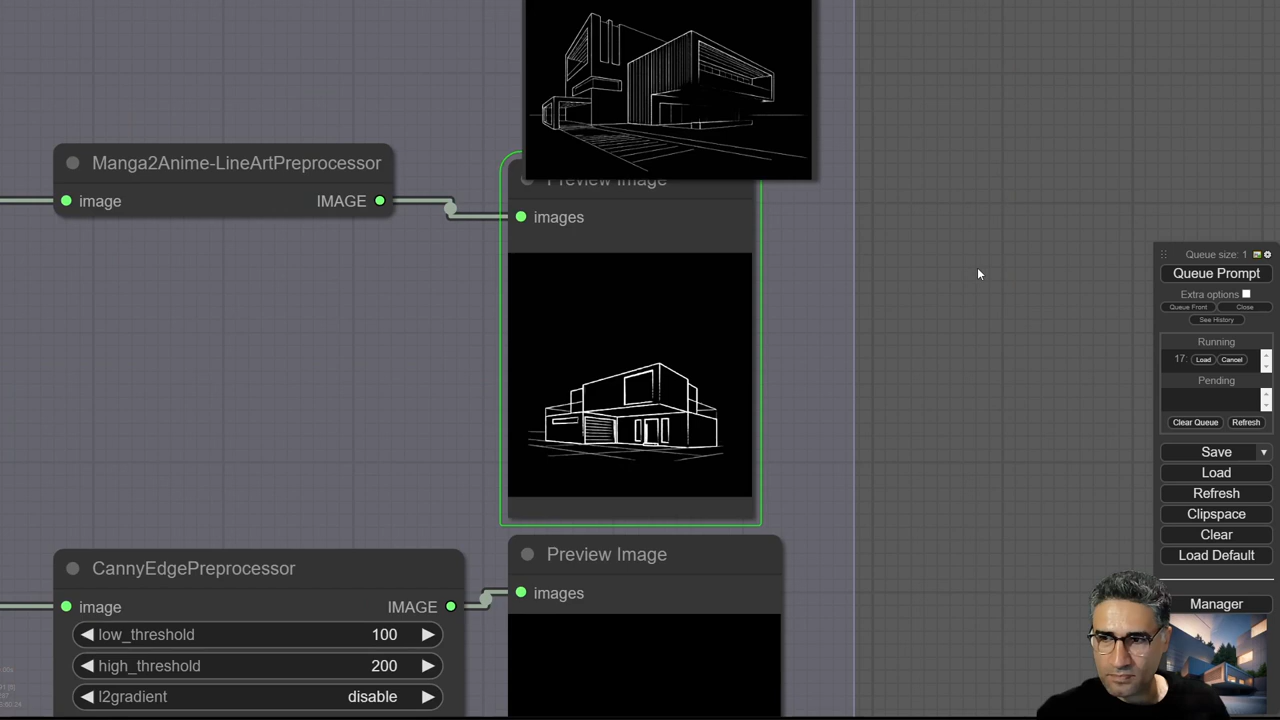 Manga2Anime-LineArtPreprocessor
image
IMAGE
Preview Image
images
CannyEdgePreprocessor
image
IMAGE
low_threshold
100
high_threshold
200
l2gradient
disable
Preview Image
images
Queue size: 1
Queue Prompt
Extra options
Queue Front
Close
See History
Running
17:
Load
Cancel
Pending
Clear Queue
Refresh
Save
Load
Refresh
Clipspace
Clear
Load Default
Manager